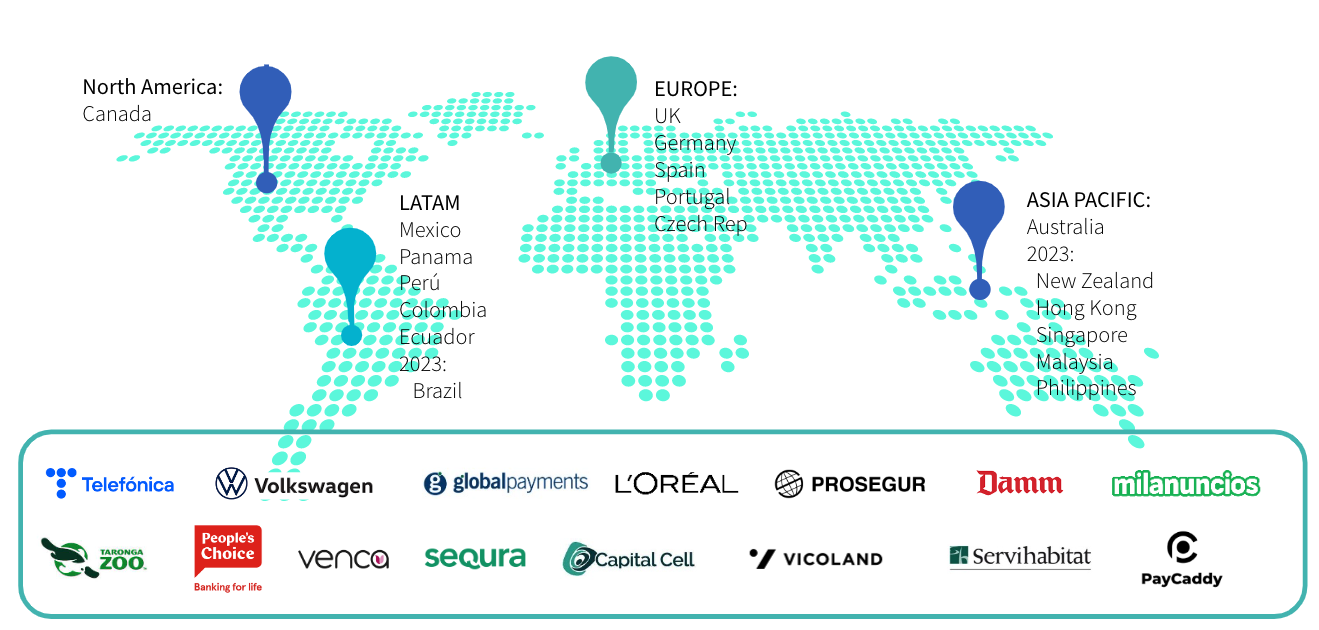 North America:
Canada
EUROPE:
UK
Germany
Spain
Portugal
Czech Rep
LATAM
Mexico
Panama
Perú
Colombia
Ecuador
2023:
Brazil
ASIA PACIFIC:
Australia
2023:
New Zealand
Hong Kong
Singapore
Malaysia
Philippines
Telefónica
Volkswagen
globalpayments
L'ORÉAL
PROSEGUR
Damm
milanuncios
TARONGA
ZOO
People's
Choice
Banking for life
venca
seQura
Capital Cell
VICOLAND
Servihabitat
PayCaddy